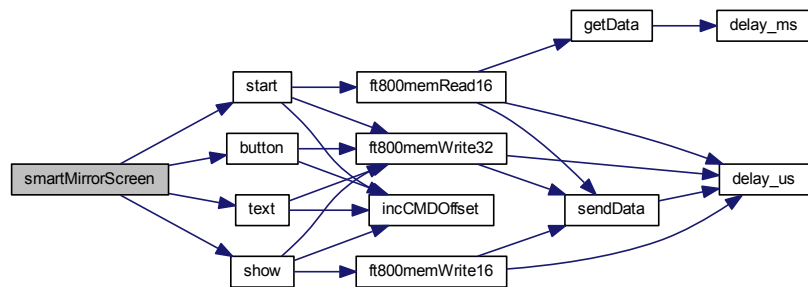 smartMirrorScreen
start
button
text
show
ft800memRead16
ft800memWrite32
incCMDOffset
ft800memWrite16
getData
sendData
delay_ms
delay_us